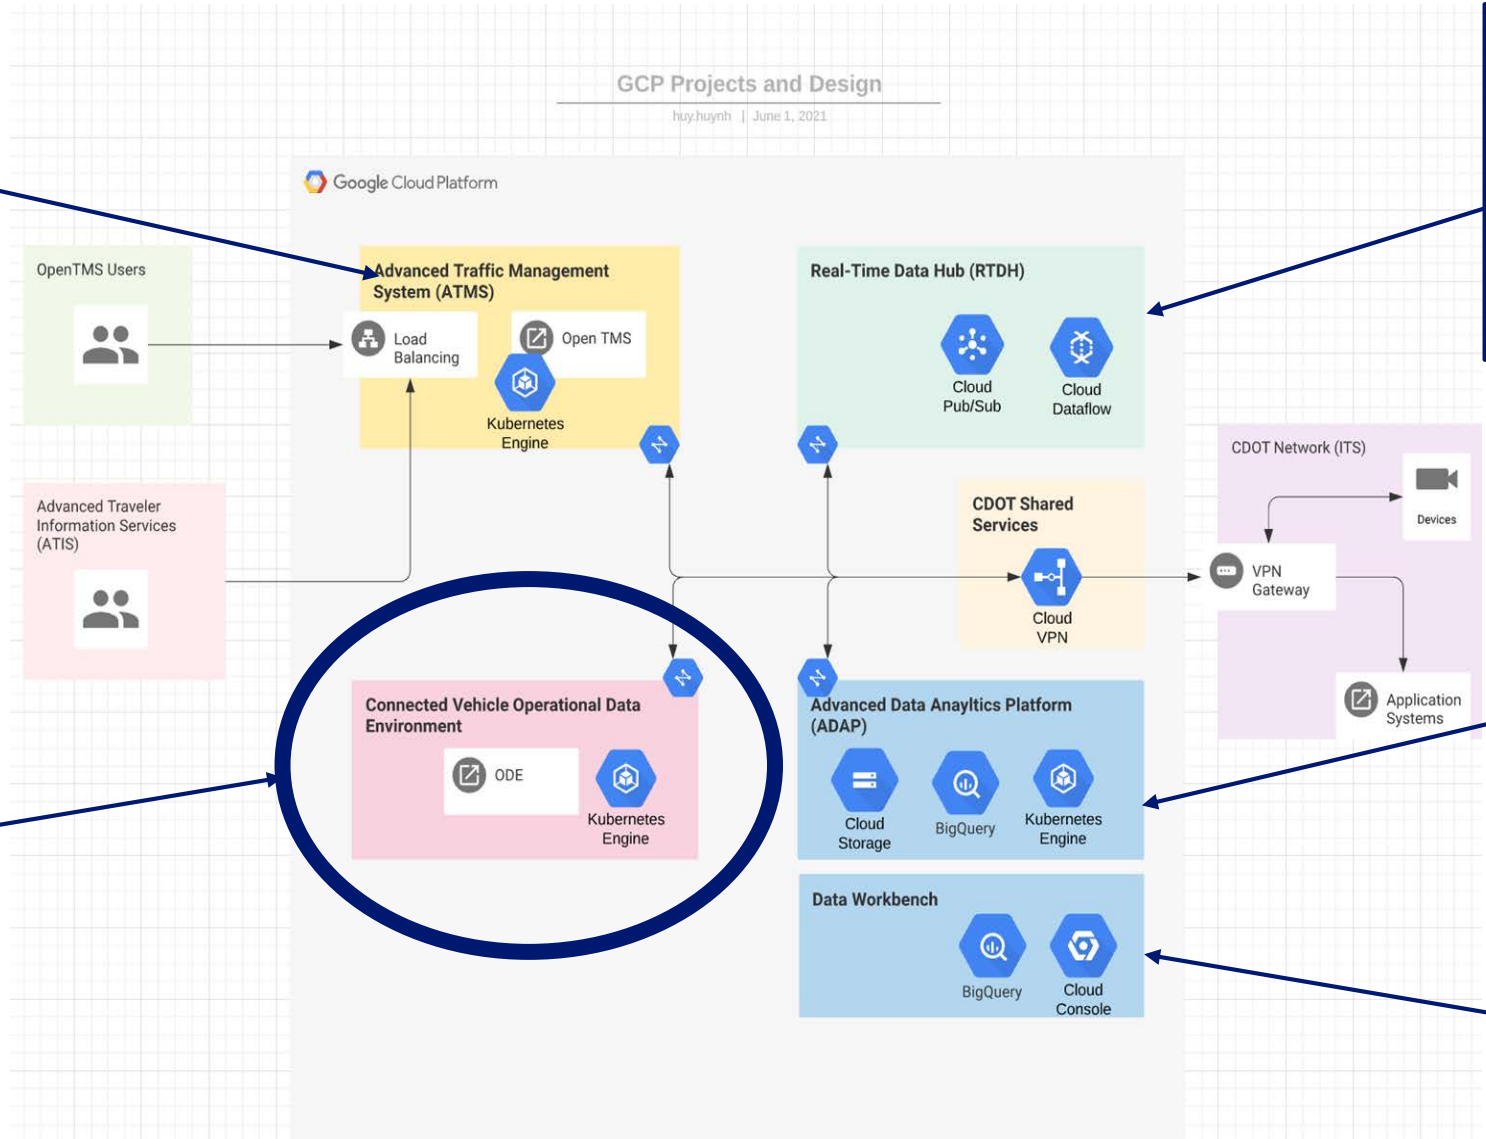 GCP Projects and Design
huy.huynh | June 1, 2021
Google Cloud Platform
OpenTMS Users
Advanced Traffic Management
System (ATMS)
Load
Balancing
Open TMS
Kubernetes
Engine
Real-Time Data Hub (RTDH)
Cloud
Pub/Sub
Cloud
Dataflow
Advanced Traveler
Information Services
(ATIS)
CDOT Shared
Services
Cloud
VPN
CDOT Network (ITS)
Devices
VPN
Gateway
Application
Systems
Connected Vehicle Operational Data
Environment
ODE
Kubernetes
Engine
Advanced Data Anayltics Platform
(ADAP)
Cloud
Storage
BigQuery
Kubernetes
Engine
Data Workbench
BigQuery
Cloud
Console